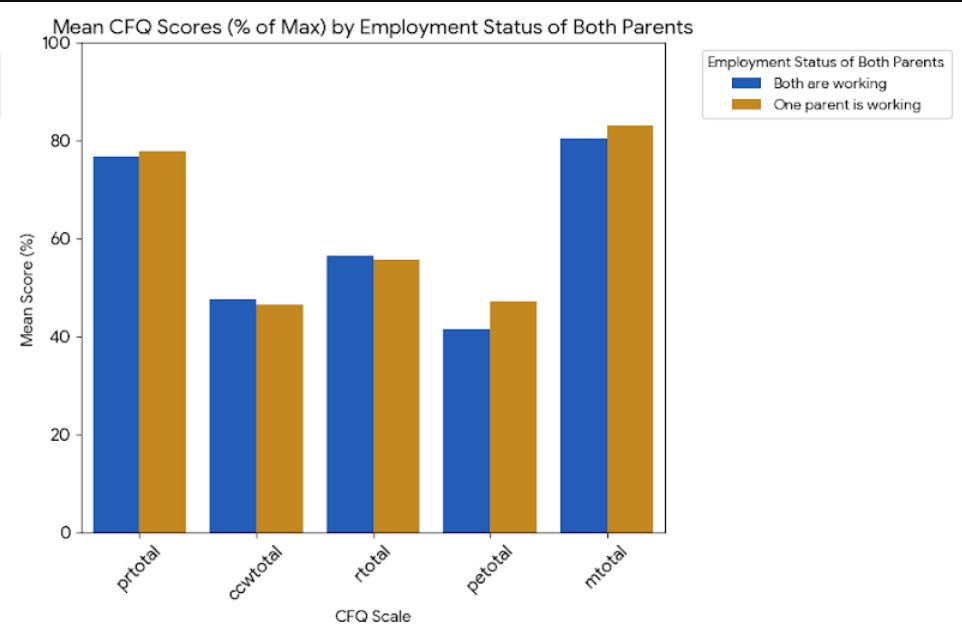 Mean CFQ Scores (% of Max) by Employment Status of Both Parents
Employment Status of Both Parents
Both are working
One parent is working
Mean Score (%)
100
80
60
40
20
0
prtotal
ccwtotal
rtotal
petotal
mtotal
CFQ Scale